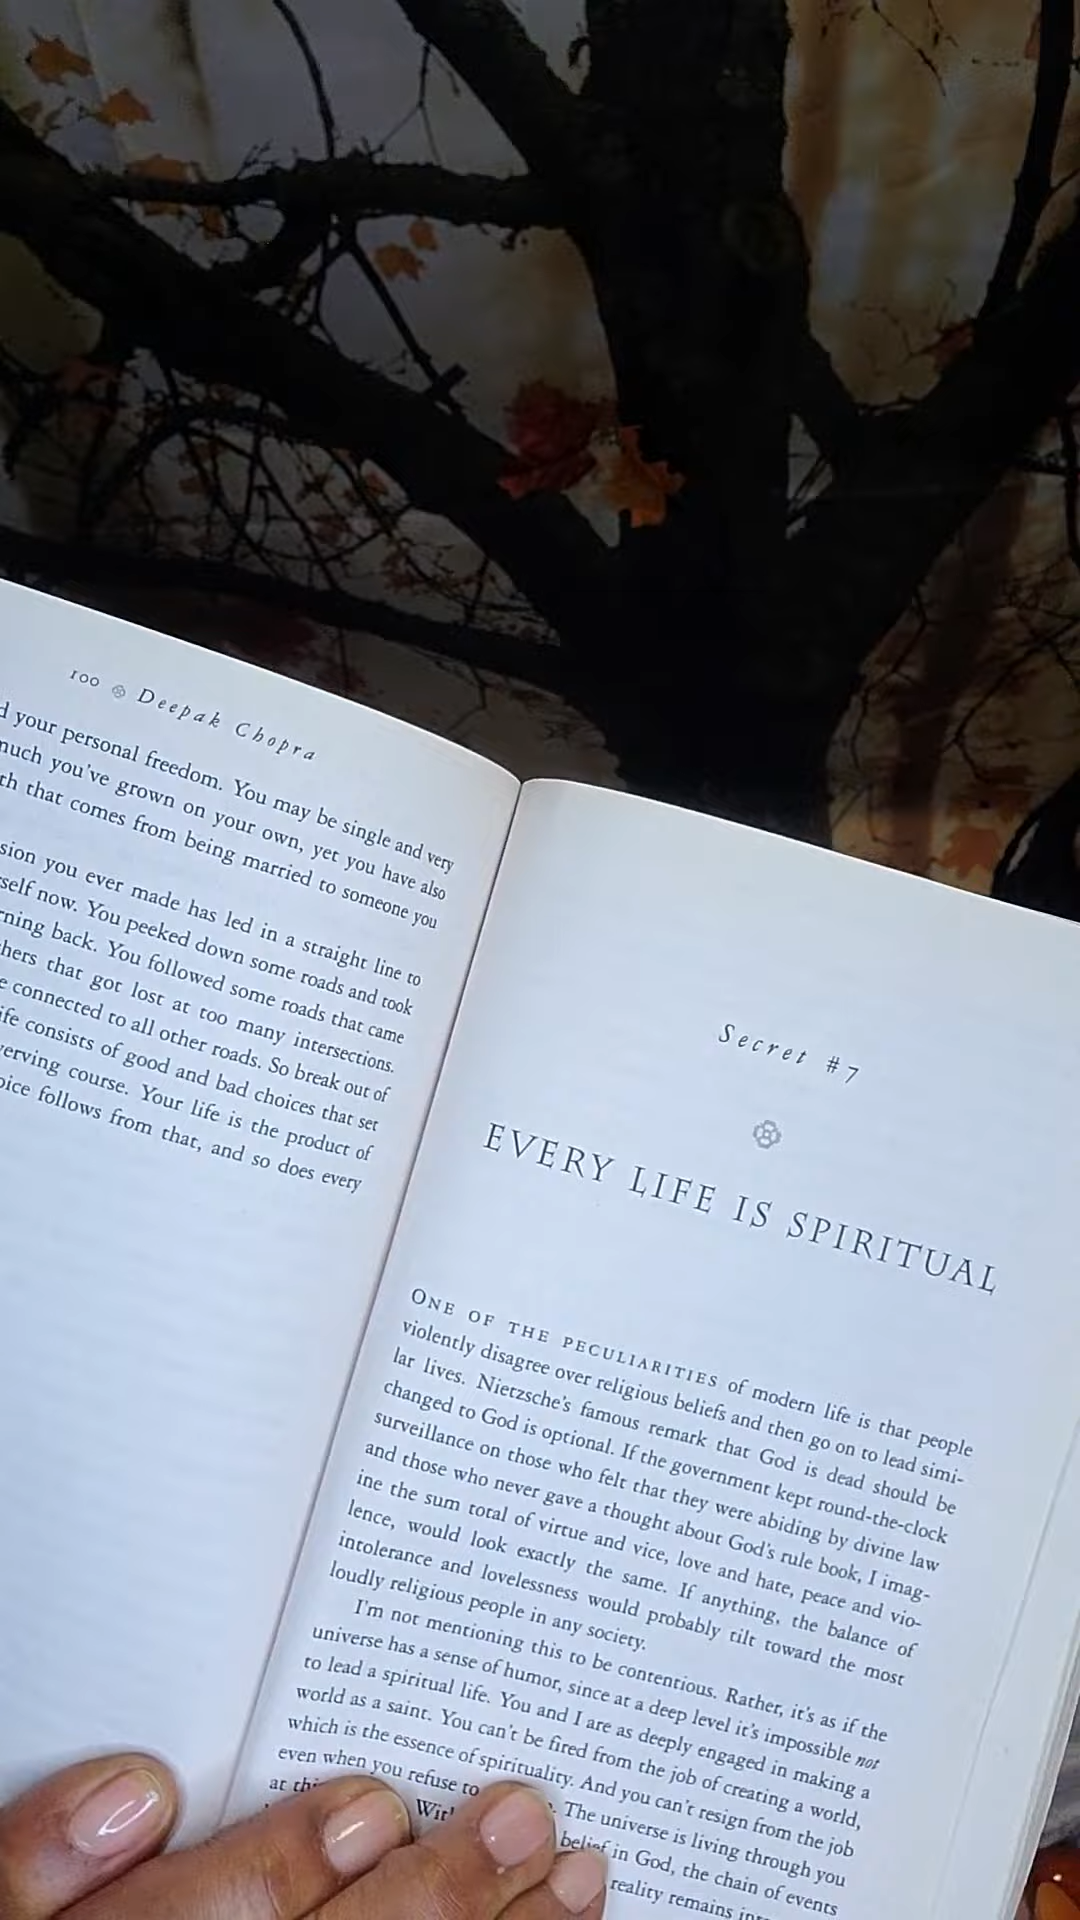 100 Deepak Chopra
your personal freedom. You may be single and very
much you've grown on your own, yet you have also
that comes from being married to someone you
you ever made has led in a straight line to
now. You peeked down some roads and took
back. You followed some roads that came
that got lost at too many intersections.
connected to all other roads. So break out of
consists of good and bad choices that set
course. Your life is the product of
follows from that, and so does every
Secret #7
EVERY LIFE IS SPIRITUAL
ONE OF THE PECULIARITIES of modern life is that people
violently disagree over religious beliefs and then go on to lead simi-
lar lives. Nietzsche's famous remark that God is dead should be
changed to God is optional. If the government kept round-the-clock
surveillance on those who felt that they were abiding by divine law
and those who never gave a thought about God's rule book, I imag-
ine the sum total of virtue and vice, love and hate, peace and vio-
lence, would look exactly the same. If anything, the balance of
intolerance and lovelessness would probably tilt toward the most
loudly religious people in any society.
I'm not mentioning this to be contentious. Rather, it's as if the
universe has a sense of humor, since at a deep level it's impossible not
to lead a spiritual life. You and I are as deeply engaged in making a
world as a saint. You can't be fired from the job of creating a world,
which is the essence of spirituality. And you can't resign from the job
even when you refuse to The universe is living through you
at belief in God, the chain of events
reality remains